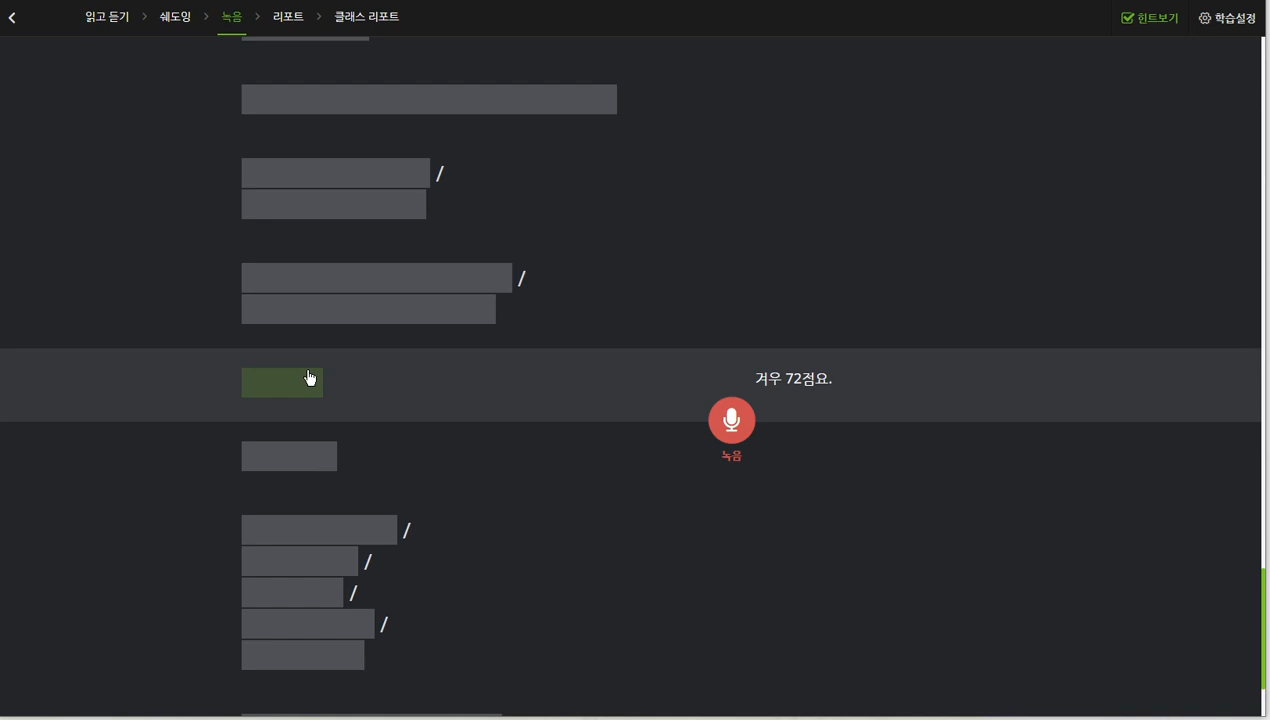 읽고 듣기 > 쉐도잉 > 녹음 > 리포트 > 클래스 리포트 힌트보기 학습설정
/
/
겨우 72점요.
녹음
/
/
/
/